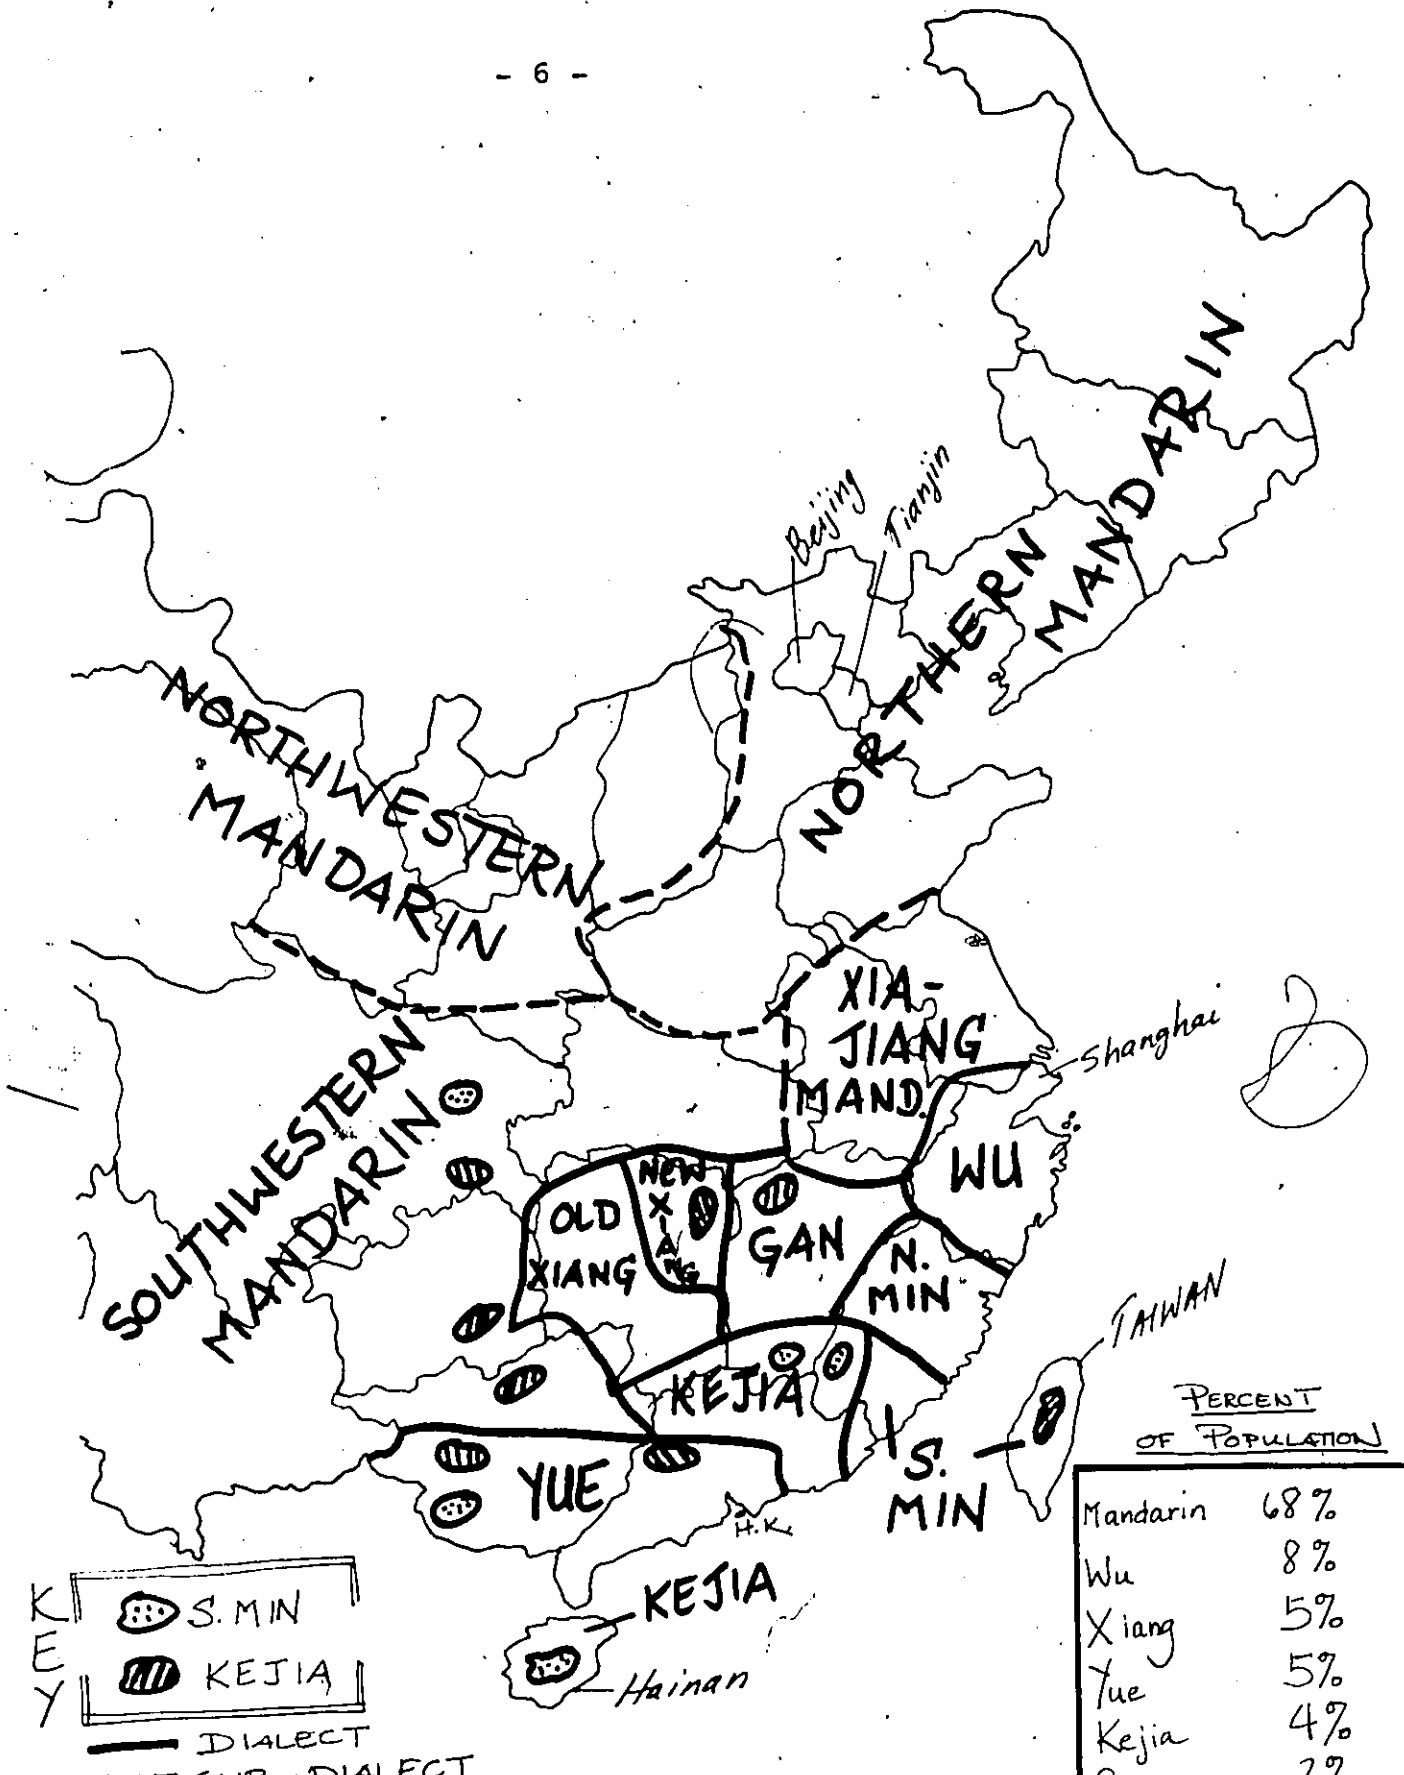 - 6 -
Beijing
Tianjin
NORTHERN
MANDARIN
NORTHWESTERN
MANDARIN
XIA-
JIANG
MAND.
Shanghai
SOUTHWESTERN
MANDARIN
WU
OLD
XIANG
NEW
XIANG
GAN
N.
MIN
TAIWAN
KEJIA
S.
MIN
YUE
H.K.
KEJIA
Hainan
KEY
S. MIN
KEJIA
DIALECT
DIALECT
PERCENT
OF POPULATION
Mandarin 68%
Wu 8%
Xiang 5%
Yue 5%
Kejia 4%